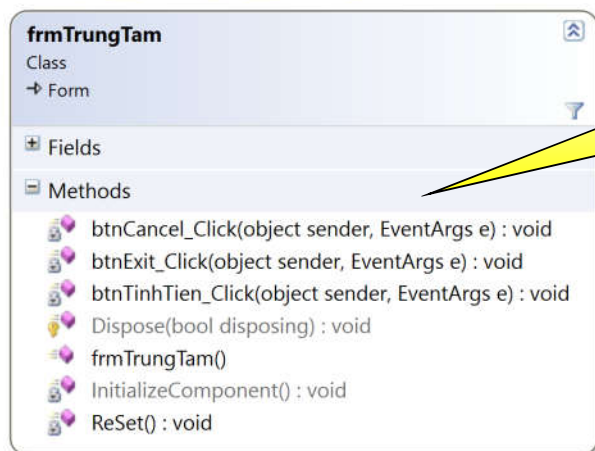 frmTrungTam
Class
Form
Fields
Methods
btnCancel_Click(object sender, EventArgs e) : void
btnExit_Click(object sender, EventArgs e) : void
btnTinhTien_Click(object sender, EventArgs e) : void
Dispose(bool disposing) : void
frmTrungTam()
InitializeComponent() : void
ReSet() : void